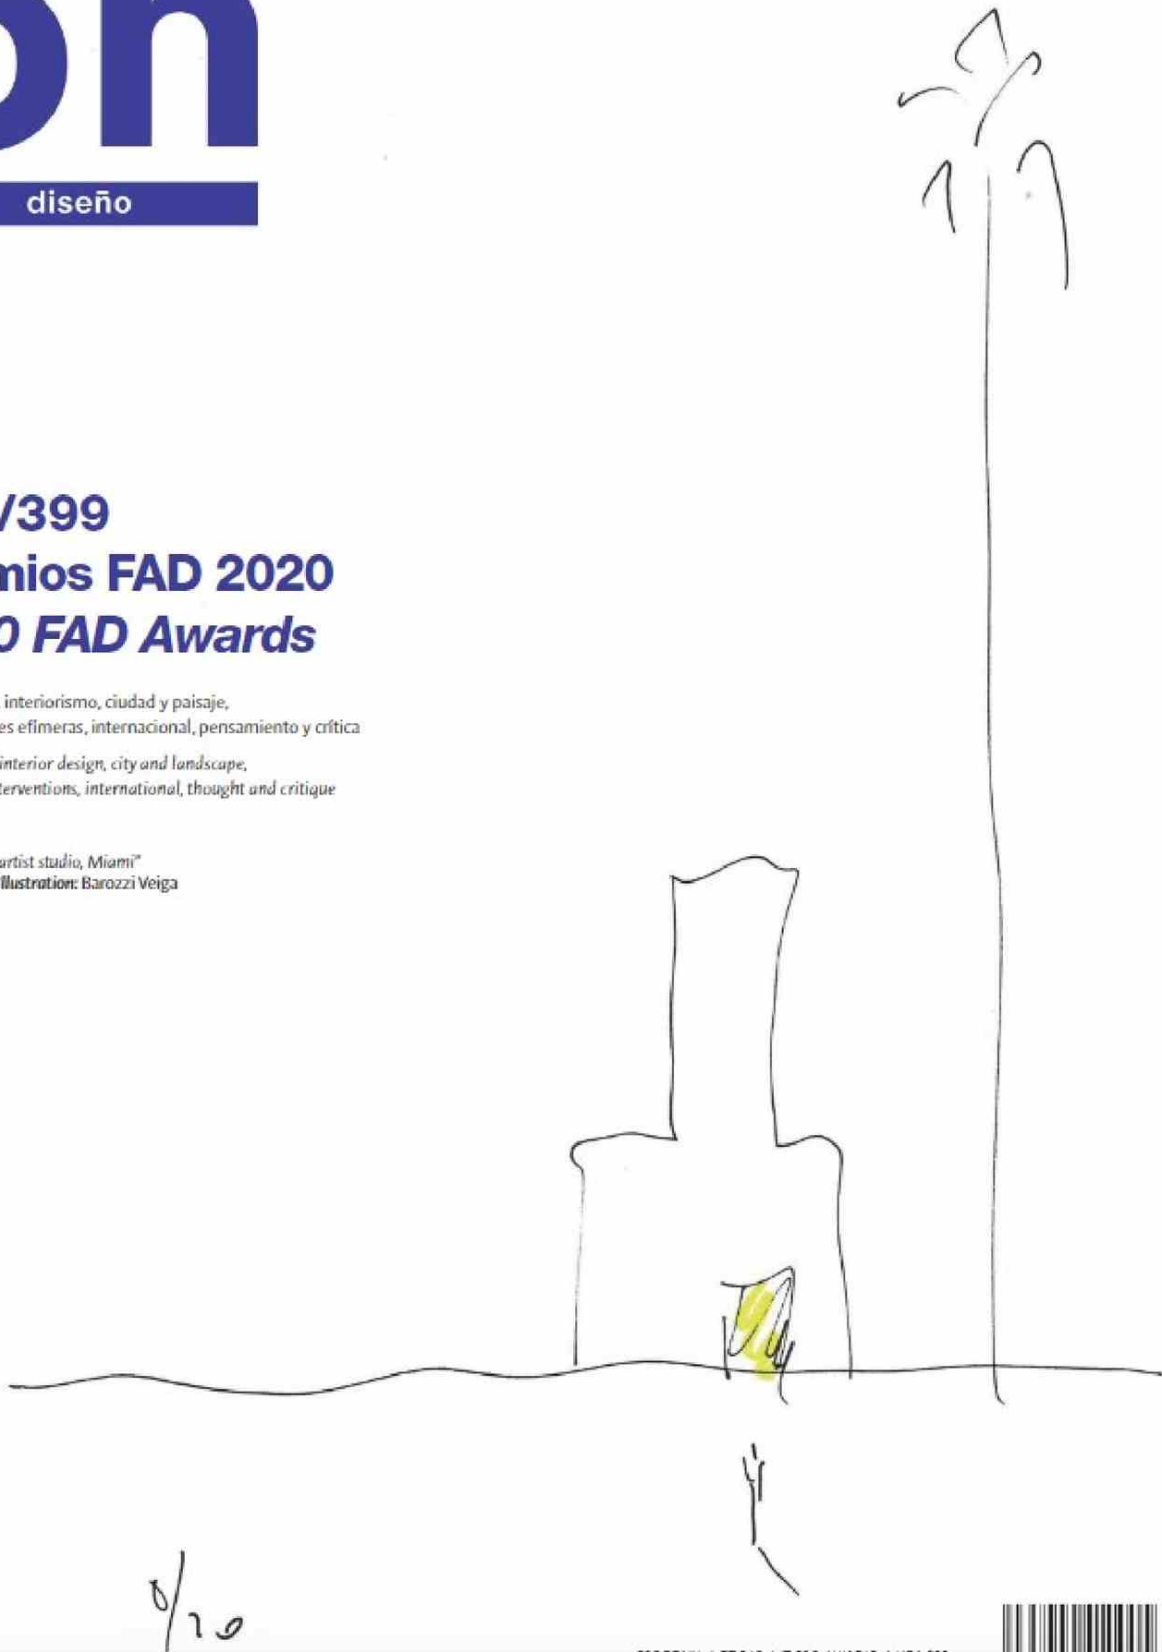 on
diseño
/399
mios FAD 2020
0 FAD Awards
interiorismo, ciudad y paisaje,
es efímeras, internacional, pensamiento y crítica
interior design, city and landscape,
terventions, international, thought and critique
artist studio, Miami"
llustration: Barozzi Veiga